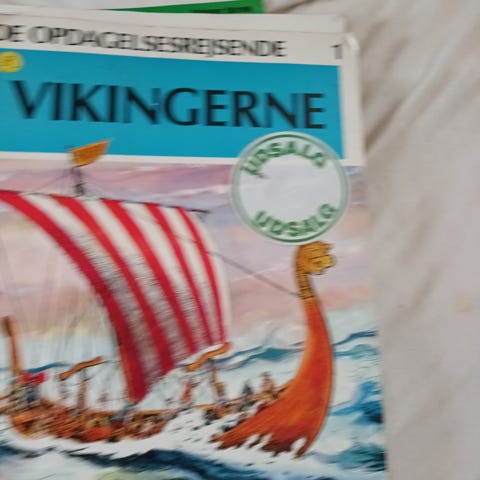 DE OPDAGELSESREJSENDE 1
VIKINGERNE
UDSALG
UDSALG